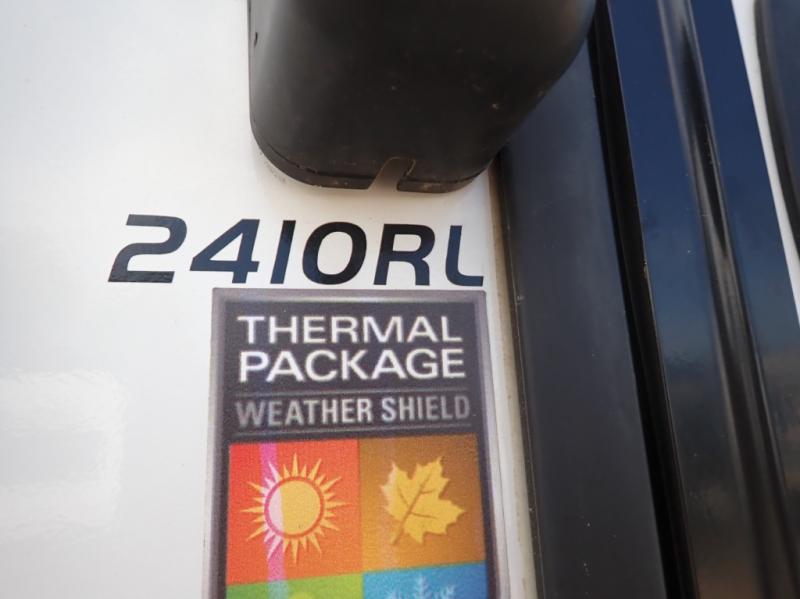 2410RL
THERMAL
PACKAGE
WEATHER SHIELD